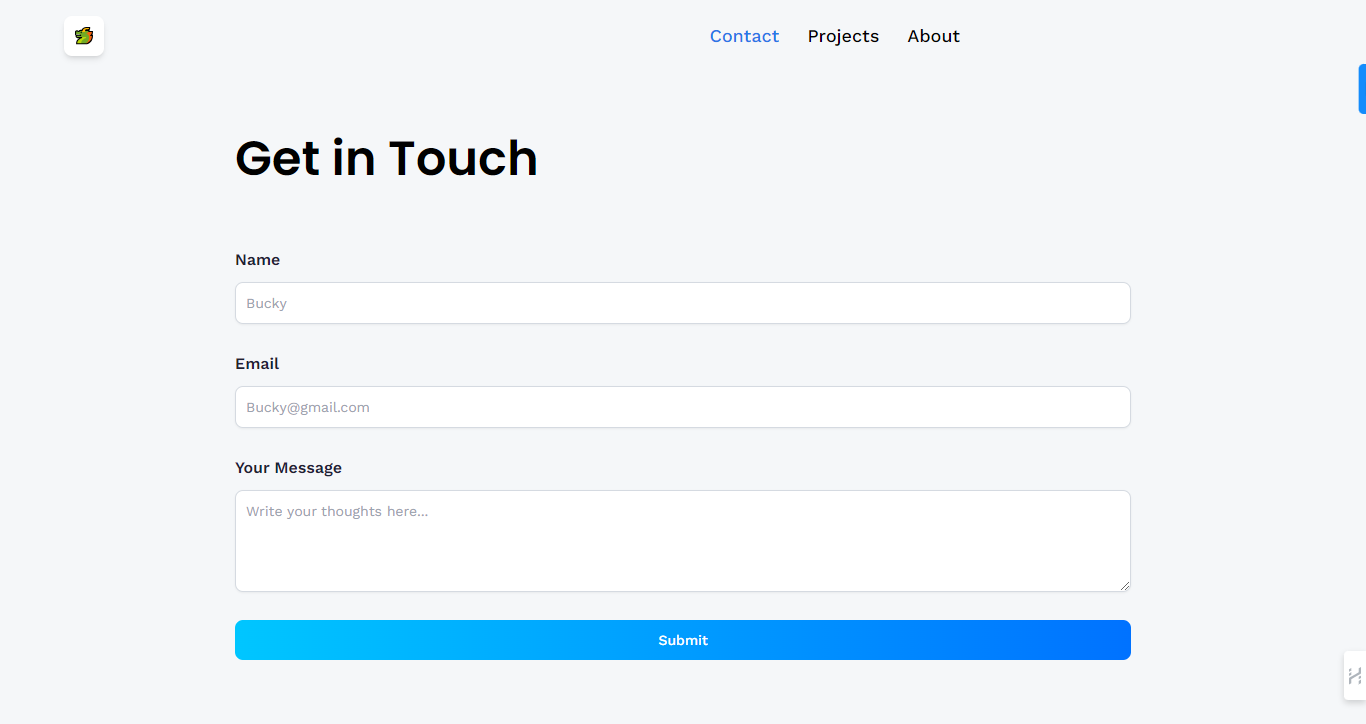 Contact Projects About
Get in Touch
Name
Bucky
Email
Bucky@gmail.com
Your Message
Write your thoughts here...
Submit